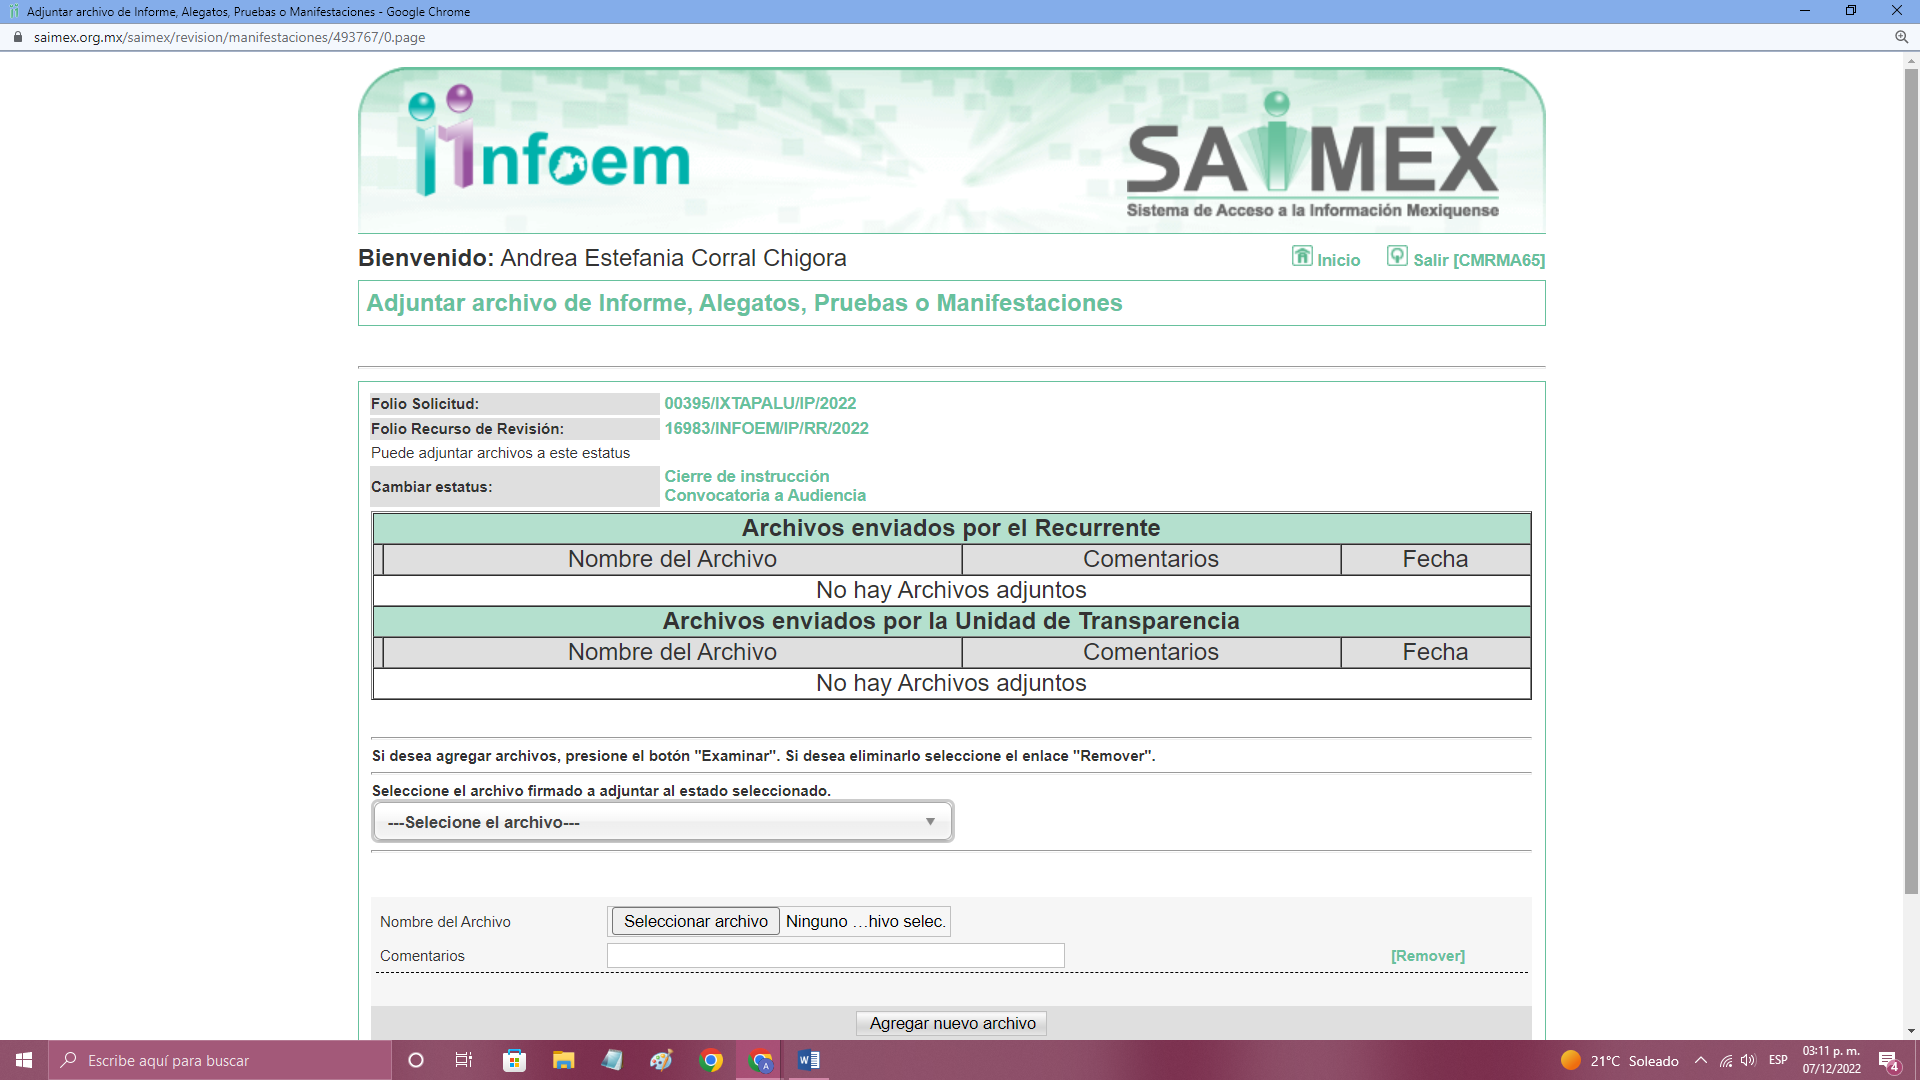 Adjuntar archivo de Informe, Alegatos, Pruebas o Manifestaciones - Google Chrome
saimex.org.mx/saimex/revision/manifestaciones/493767/0.page
infoem
SAIMEX
Sistema de Acceso a la Información Mexiquense
Bienvenido: Andrea Estefania Corral Chigora
Inicio Salir [CMRMA65]
Adjuntar archivo de Informe, Alegatos, Pruebas o Manifestaciones
Folio Solicitud: 00395/IXTAPALU/IP/2022
Folio Recurso de Revisión: 16983/INFOEM/IP/RR/2022
Puede adjuntar archivos a este estatus
Cambiar estatus: Cierre de instrucción
Convocatoria a Audiencia
Archivos enviados por el Recurrente
Nombre del Archivo Comentarios Fecha
No hay Archivos adjuntos
Archivos enviados por la Unidad de Transparencia
Nombre del Archivo Comentarios Fecha
No hay Archivos adjuntos
Si desea agregar archivos, presione el botón "Examinar". Si desea eliminarlo seleccione el enlace "Remover".
Seleccione el archivo firmado a adjuntar al estado seleccionado.
---Selecione el archivo---
Nombre del Archivo Seleccionar archivo Ninguno ...hivo selec.
Comentarios [Remover]
Agregar nuevo archivo
Escribe aquí para buscar
21°C Soleado ESP 03:11 p. m.
07/12/2022
4